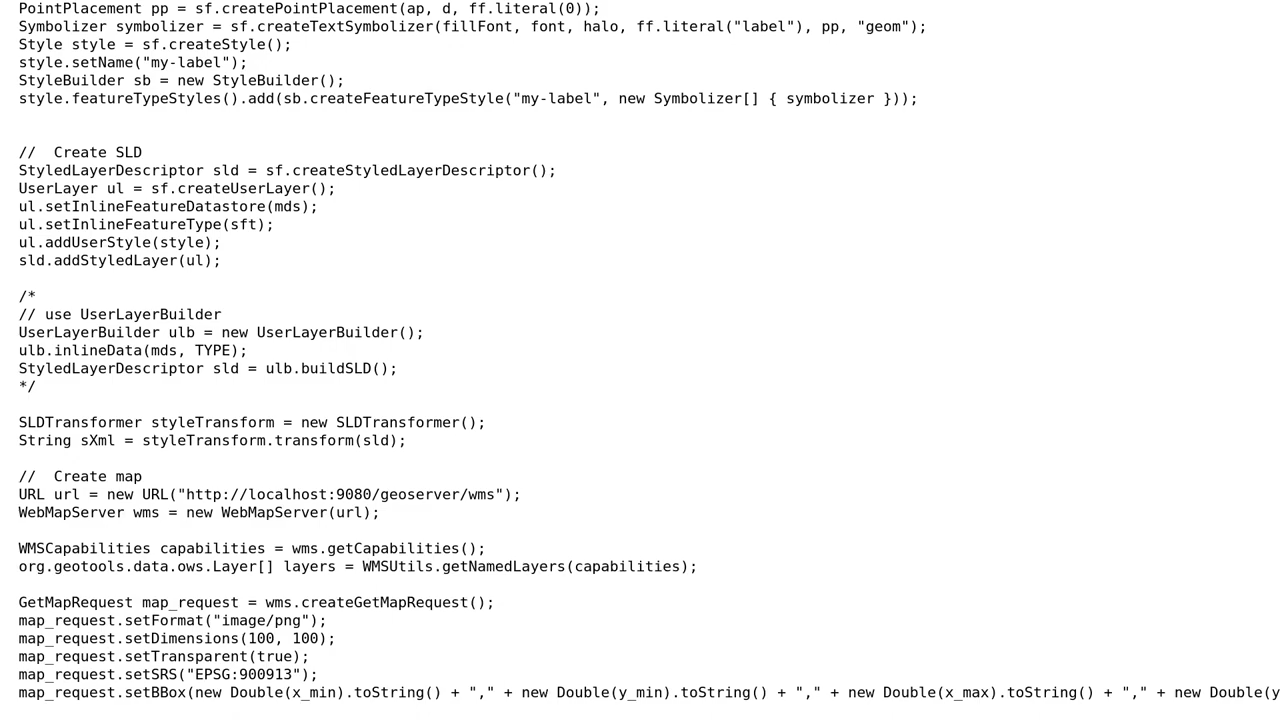 PointPlacement pp = sf.createPointPlacement(ap, d, ff.literal(0));
Symbolizer symbolizer = sf.createTextSymbolizer(fillFont, font, halo, ff.literal("label"), pp, "geom");
Style style = sf.createStyle();
style.setName("my-label");
StyleBuilder sb = new StyleBuilder();
style.featureTypeStyles().add(sb.createFeatureTypeStyle("my-label", new Symbolizer[] { symbolizer }));
//  Create SLD
StyledLayerDescriptor sld = sf.createStyledLayerDescriptor();
UserLayer ul = sf.createUserLayer();
ul.setInlineFeatureDatastore(mds);
ul.setInlineFeatureType(sft);
ul.addUserStyle(style);
sld.addStyledLayer(ul);
/*
// use UserLayerBuilder
UserLayerBuilder ulb = new UserLayerBuilder();
ulb.inlineData(mds, TYPE);
StyledLayerDescriptor sld = ulb.buildSLD();
*/
SLDTransformer styleTransform = new SLDTransformer();
String sXml = styleTransform.transform(sld);
//  Create map
URL url = new URL("http://localhost:9080/geoserver/wms");
WebMapServer wms = new WebMapServer(url);
WMSCapabilities capabilities = wms.getCapabilities();
org.geotools.data.ows.Layer[] layers = WMSUtils.getNamedLayers(capabilities);
GetMapRequest map_request = wms.createGetMapRequest();
map_request.setFormat("image/png");
map_request.setDimensions(100, 100);
map_request.setTransparent(true);
map_request.setSRS("EPSG:900913");
map_request.setBBox(new Double(x_min).toString() + "," + new Double(y_min).toString() + "," + new Double(x_max).toString() + "," + new Double(y